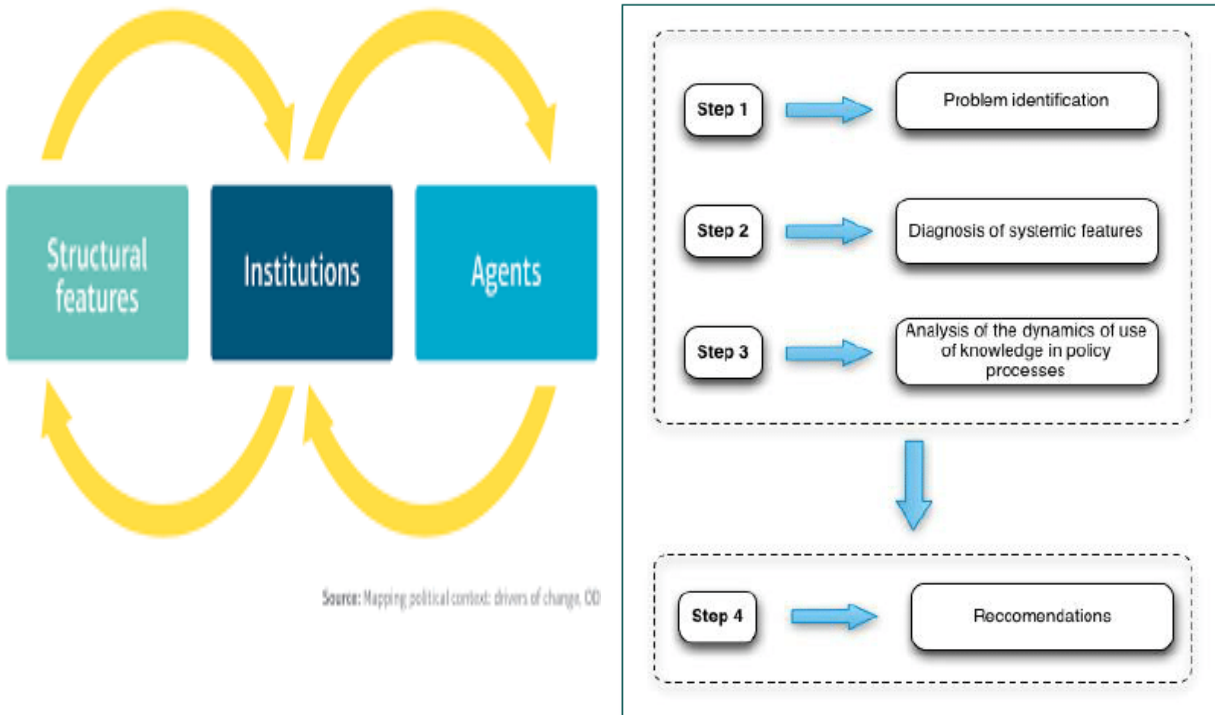 Structural
features
Institutions
Agents
Source: Mapping political context: drivers of change, OD
Step 1
Problem identification
Step 2
Diagnosis of systemic features
Step 3
Analysis of the dynamics of use
of knowledge in policy
processes
Step 4
Reccomendations